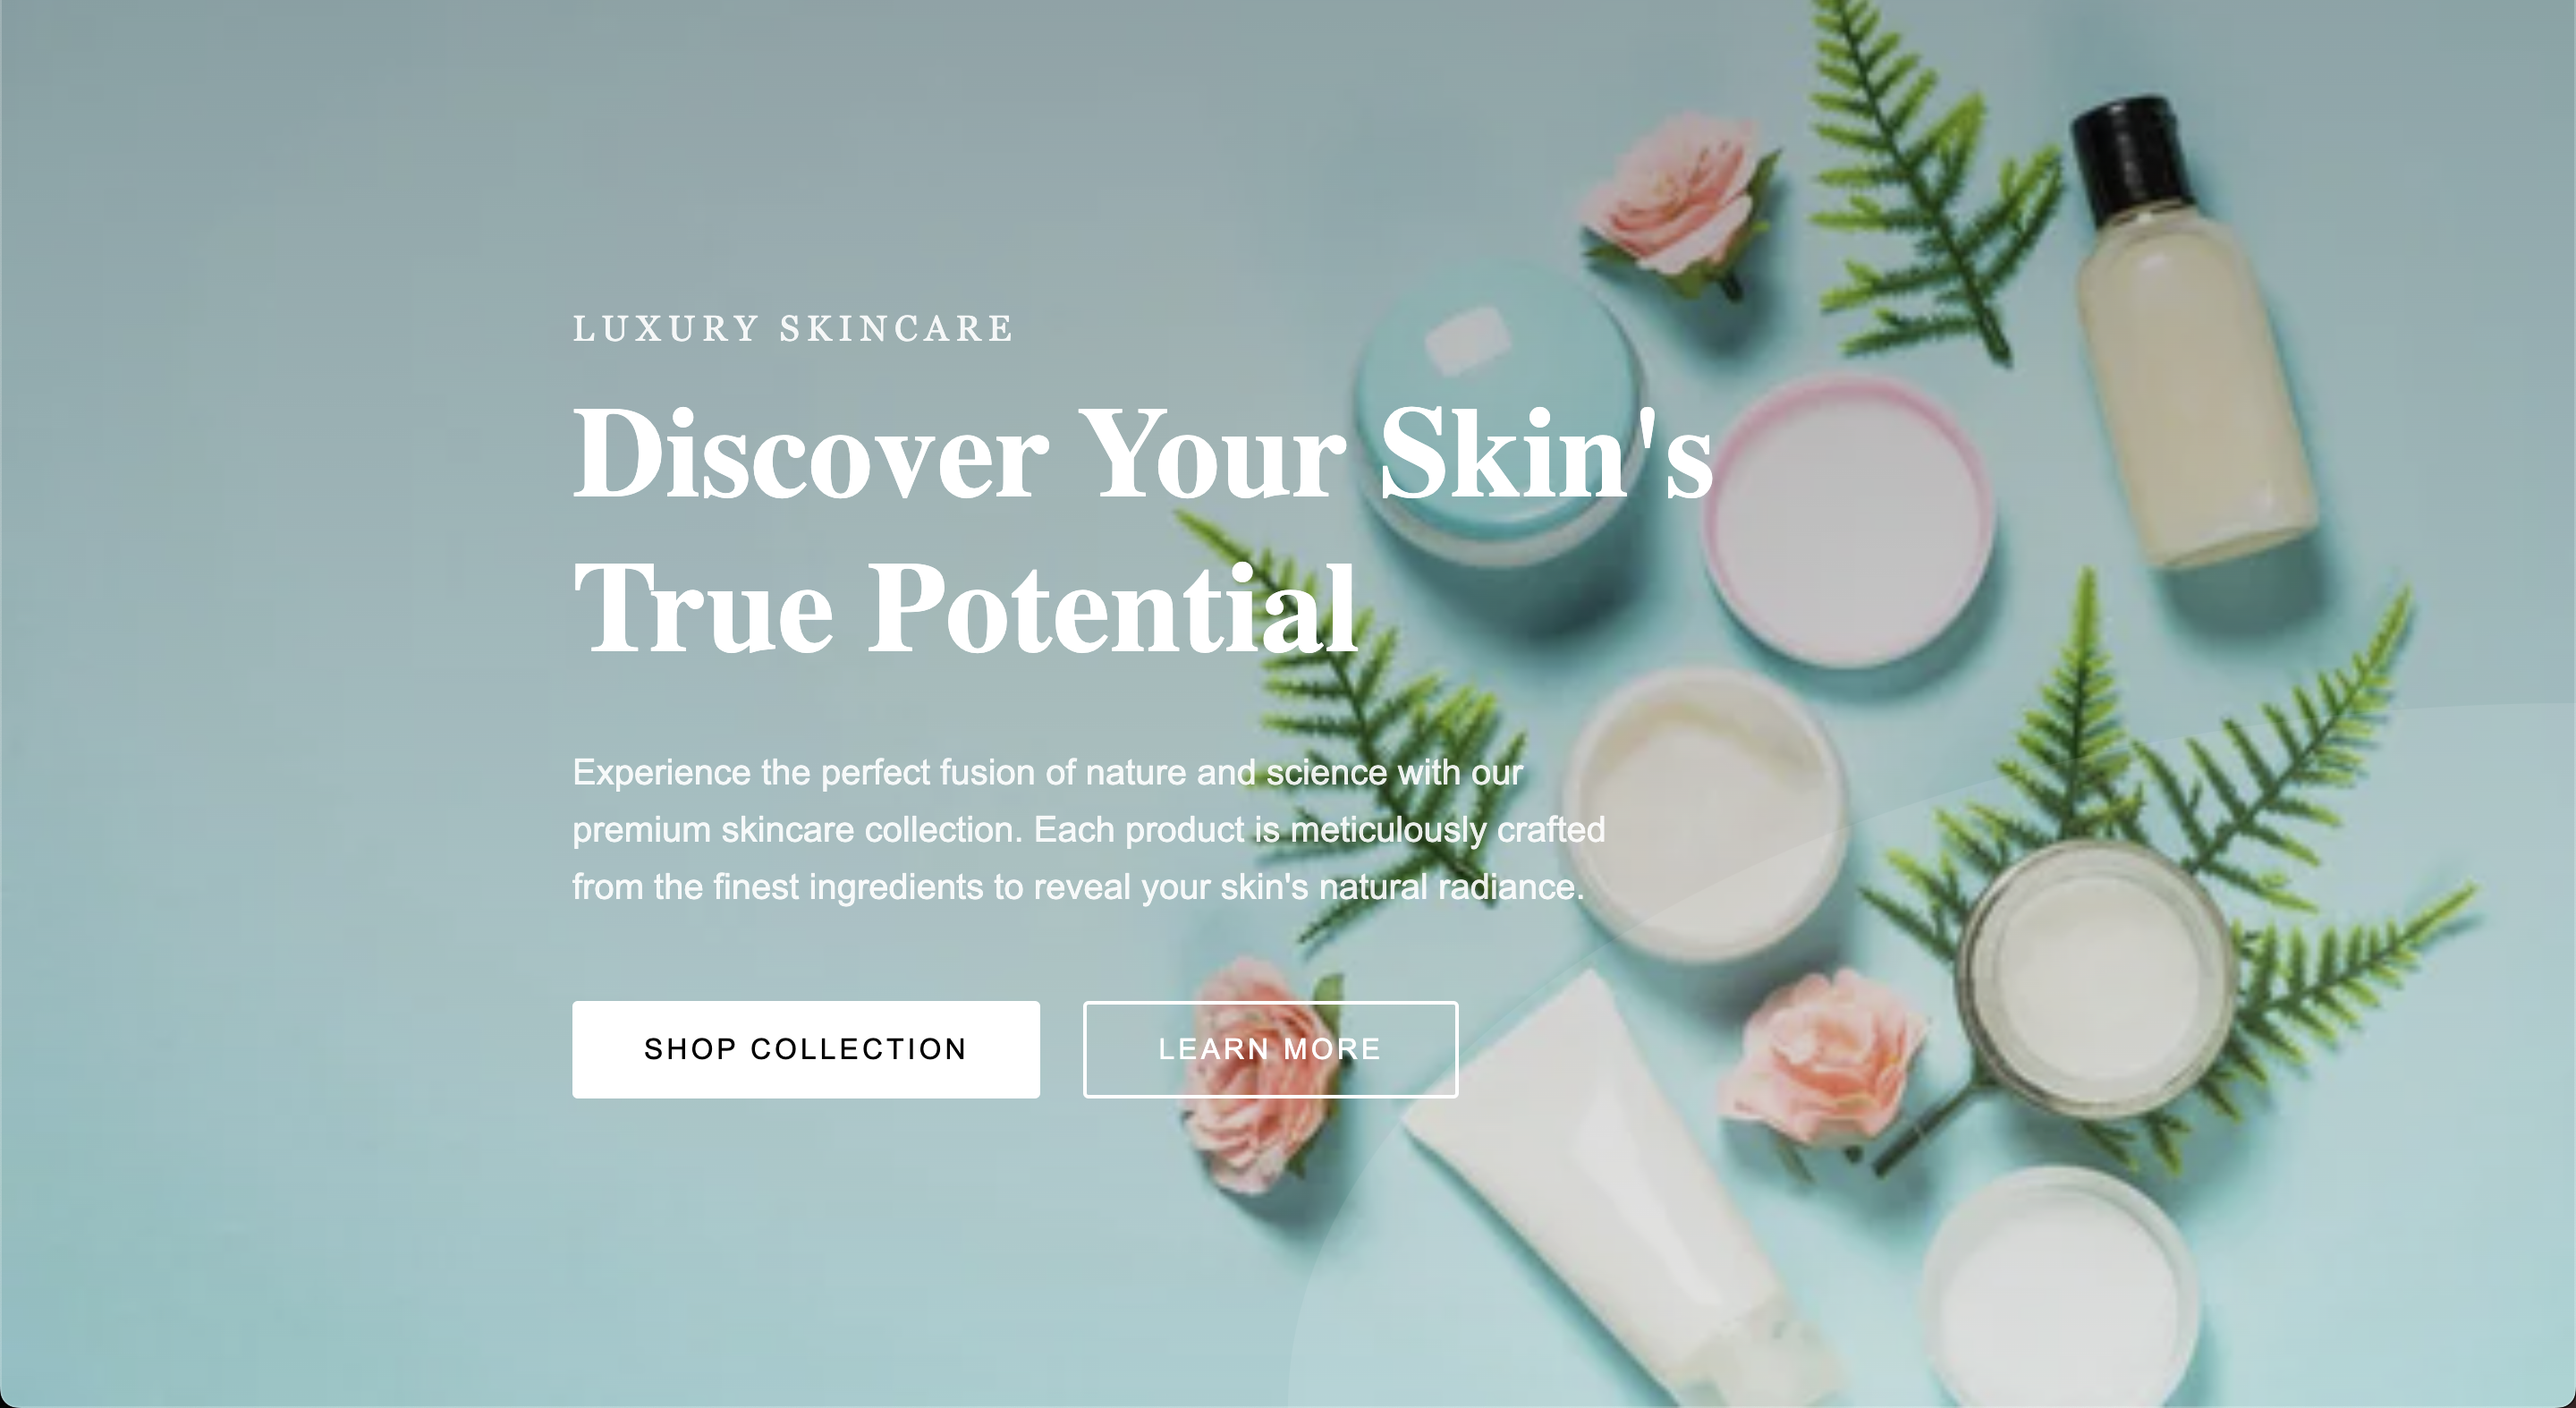 LUXURY SKINCARE
Discover Your Skin's
True Potential
Experience the perfect fusion of nature and science with our
premium skincare collection. Each product is meticulously crafted
from the finest ingredients to reveal your skin's natural radiance.
SHOP COLLECTION
LEARN MORE